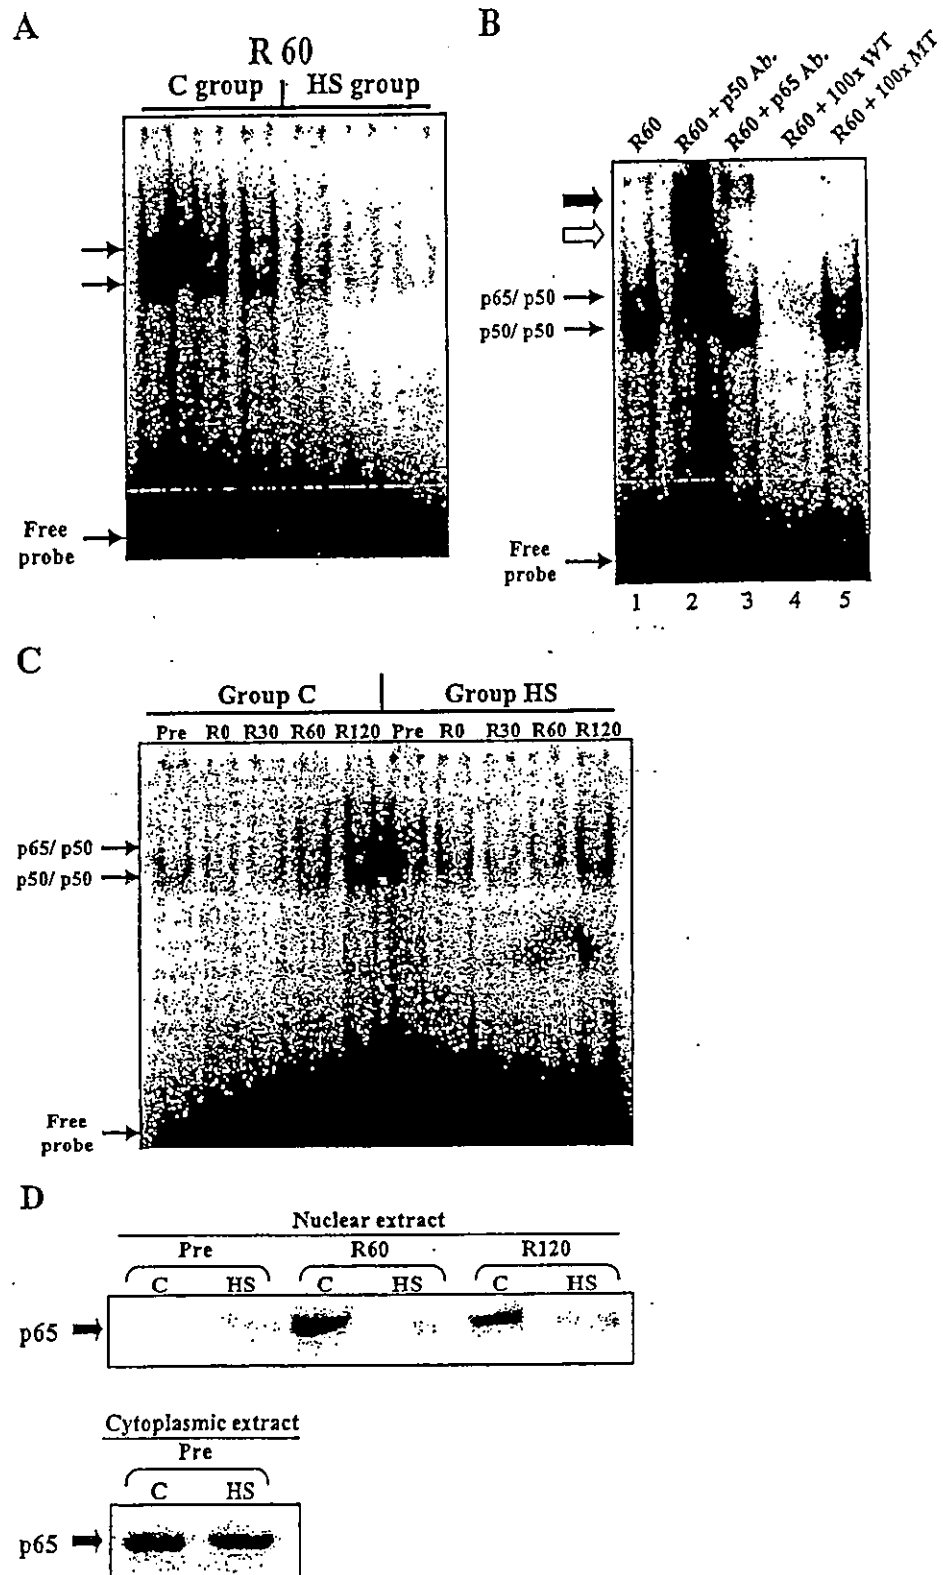 A
R 60
C group HS group
Free
probe
B
R60
R60 + p50 Ab.
R60 + p65 Ab.
R60 + 100x WT
R60 + 100x MT
p65/ p50
p50/ p50
Free
probe
1 2 3 4 5
C
Group C Group HS
Pre R0 R30 R60 R120 Pre R0 R30 R60 R120
p65/ p50
p50/ p50
Free
probe
D
Nuclear extract
Pre R60 R120
C HS C HS C HS
p65
Cytoplasmic extract
Pre
C HS
p65